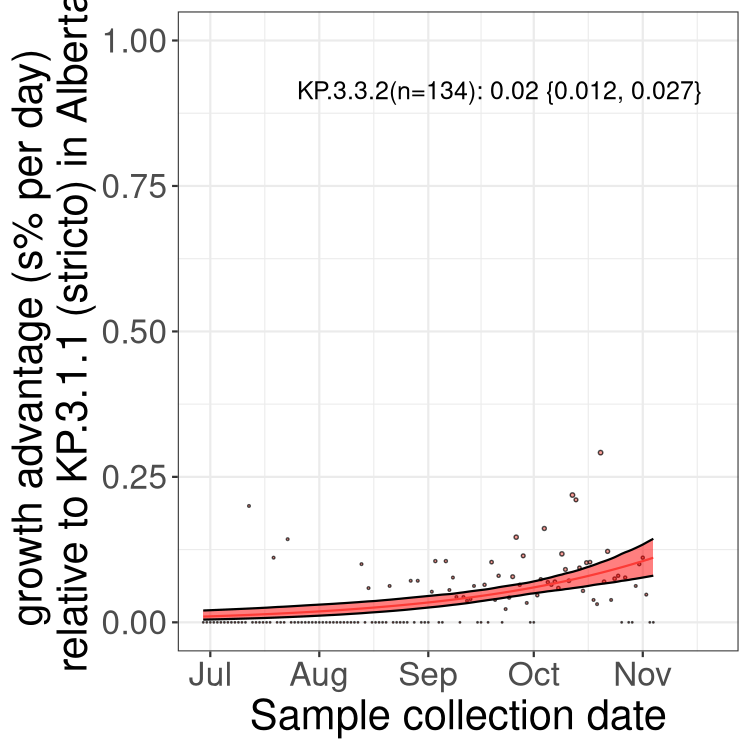 growth advantage (s% per day)
relative to KP.3.1.1 (stricto) in Alberta
1.00
0.75
0.50
0.25
0.00
KP.3.3.2(n=134): 0.02 {0.012, 0.027}
Jul Aug Sep Oct Nov
Sample collection date